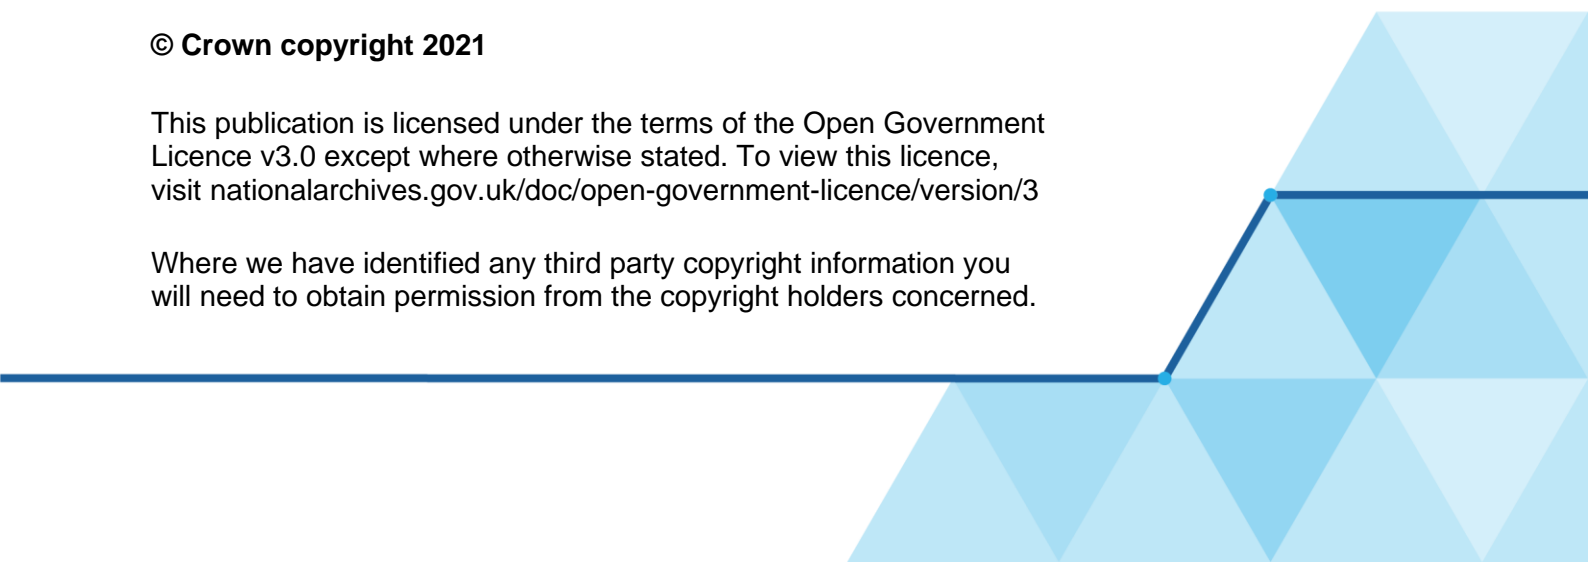 © Crown copyright 2021
This publication is licensed under the terms of the Open Government
Licence v3.0 except where otherwise stated. To view this licence,
visit nationalarchives.gov.uk/doc/open-government-licence/version/3
Where we have identified any third party copyright information you
will need to obtain permission from the copyright holders concerned.